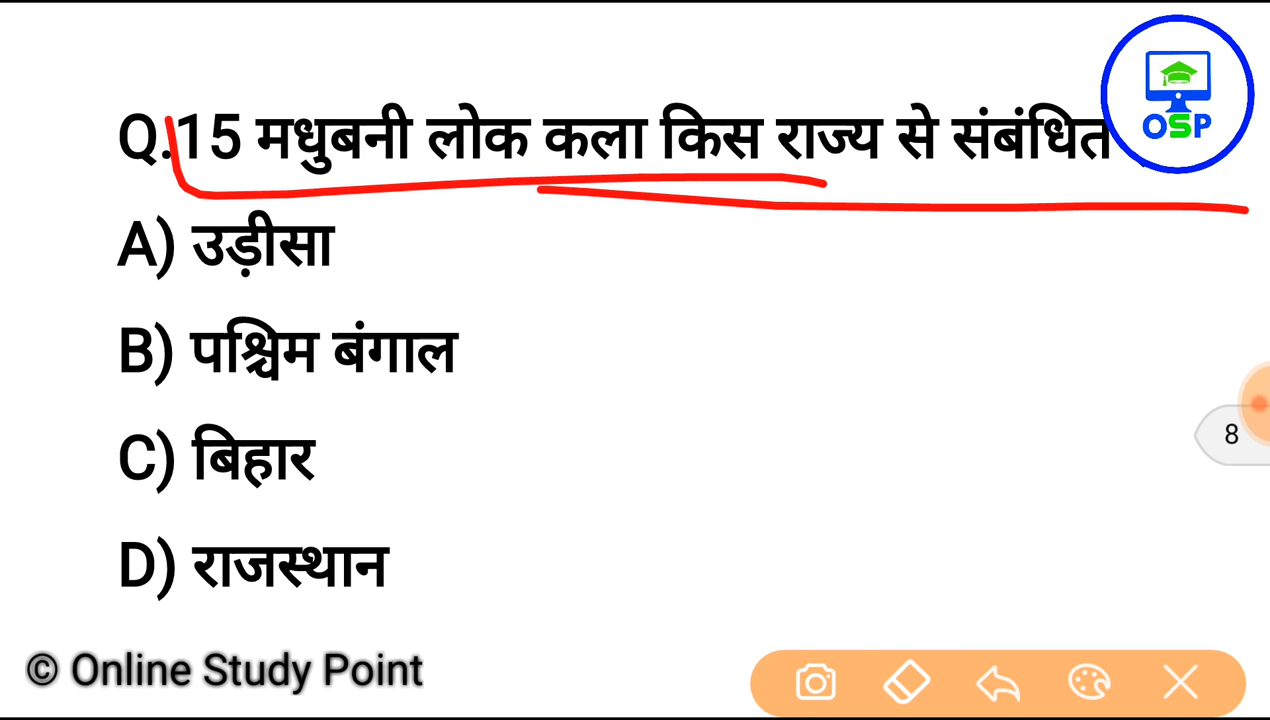 Q.15 मधुबनी लोक कला किस राज्य से संबंधित
OSP
A) उड़ीसा
B) पश्चिम बंगाल
C) बिहार
8
D) राजस्थान
© Online Study Point